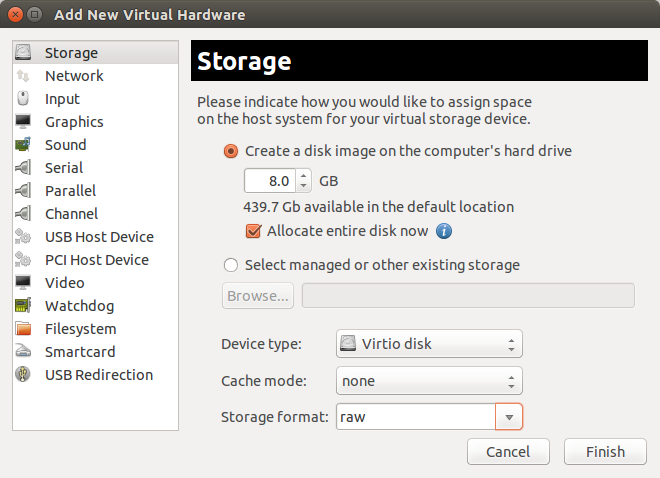 Add New Virtual Hardware
Storage
Network
Input
Graphics
Sound
Serial
Parallel
Channel
USB Host Device
PCI Host Device
Video
Watchdog
Filesystem
Smartcard
USB Redirection
Storage
Please indicate how you would like to assign space
on the host system for your virtual storage device.
Create a disk image on the computer's hard drive
8.0 GB
439.7 Gb available in the default location
Allocate entire disk now
Select managed or other existing storage
Browse...
Device type: Virtio disk
Cache mode: none
Storage format: raw
Cancel Finish